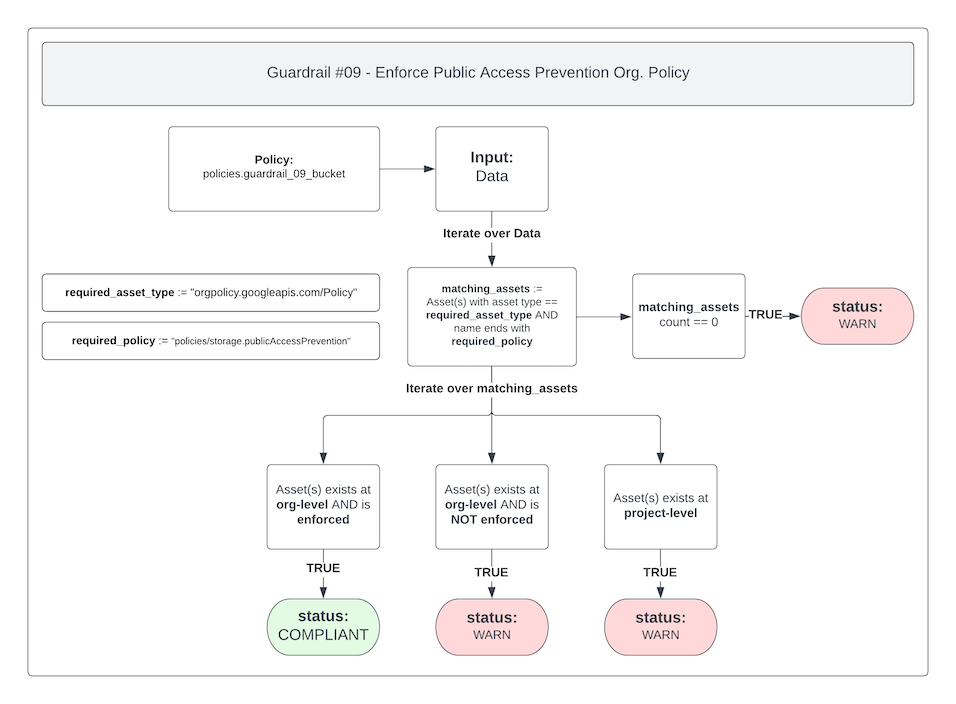 Guardrail #09 - Enforce Public Access Prevention Org. Policy
Policy:
policies.guardrail_09_bucket
Input:
Data
Iterate over Data
required_asset_type := "orgpolicy.googleapis.com/Policy"
required_policy := "policies/storage.publicAccessPrevention"
matching_assets :=
Asset(s) with asset type ==
required_asset_type AND
name ends with
required_policy
matching_assets
count == 0
TRUE
status:
WARN
Iterate over matching_assets
Asset(s) exists at
org-level AND is
enforced
Asset(s) exists at
org-level AND is
NOT enforced
Asset(s) exists at
project-level
TRUE
TRUE
TRUE
status:
COMPLIANT
status:
WARN
status:
WARN